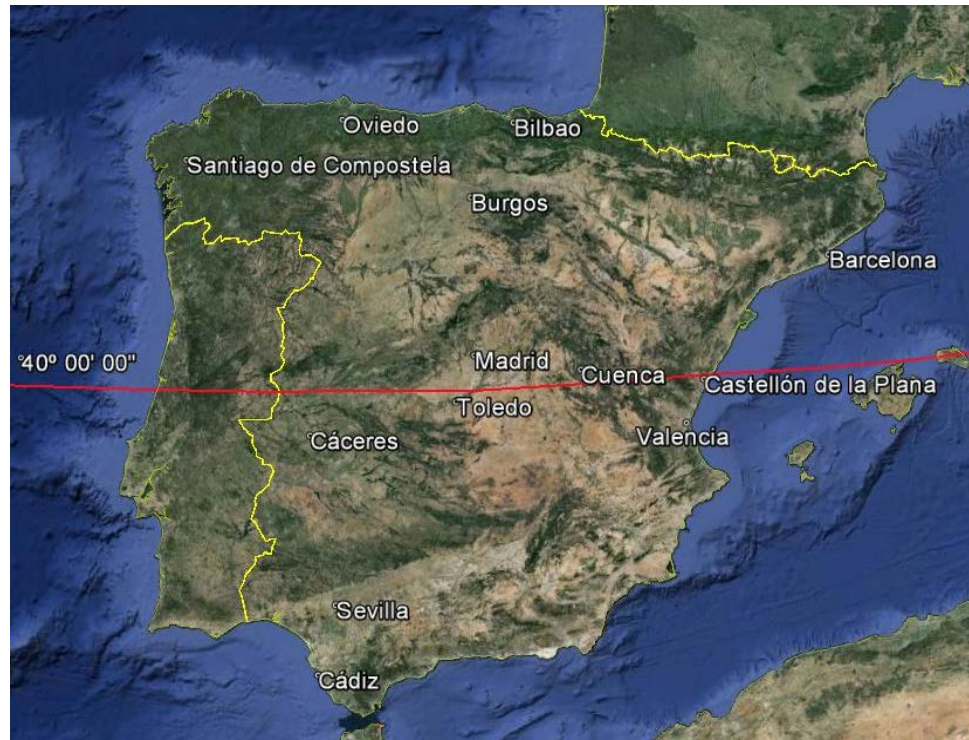 Oviedo
Bilbao
Santiago de Compostela
Burgos
Barcelona
40º 00' 00"
Madrid
Cuenca
Castellón de la Plana
Toledo
Cáceres
Valencia
Sevilla
Cádiz